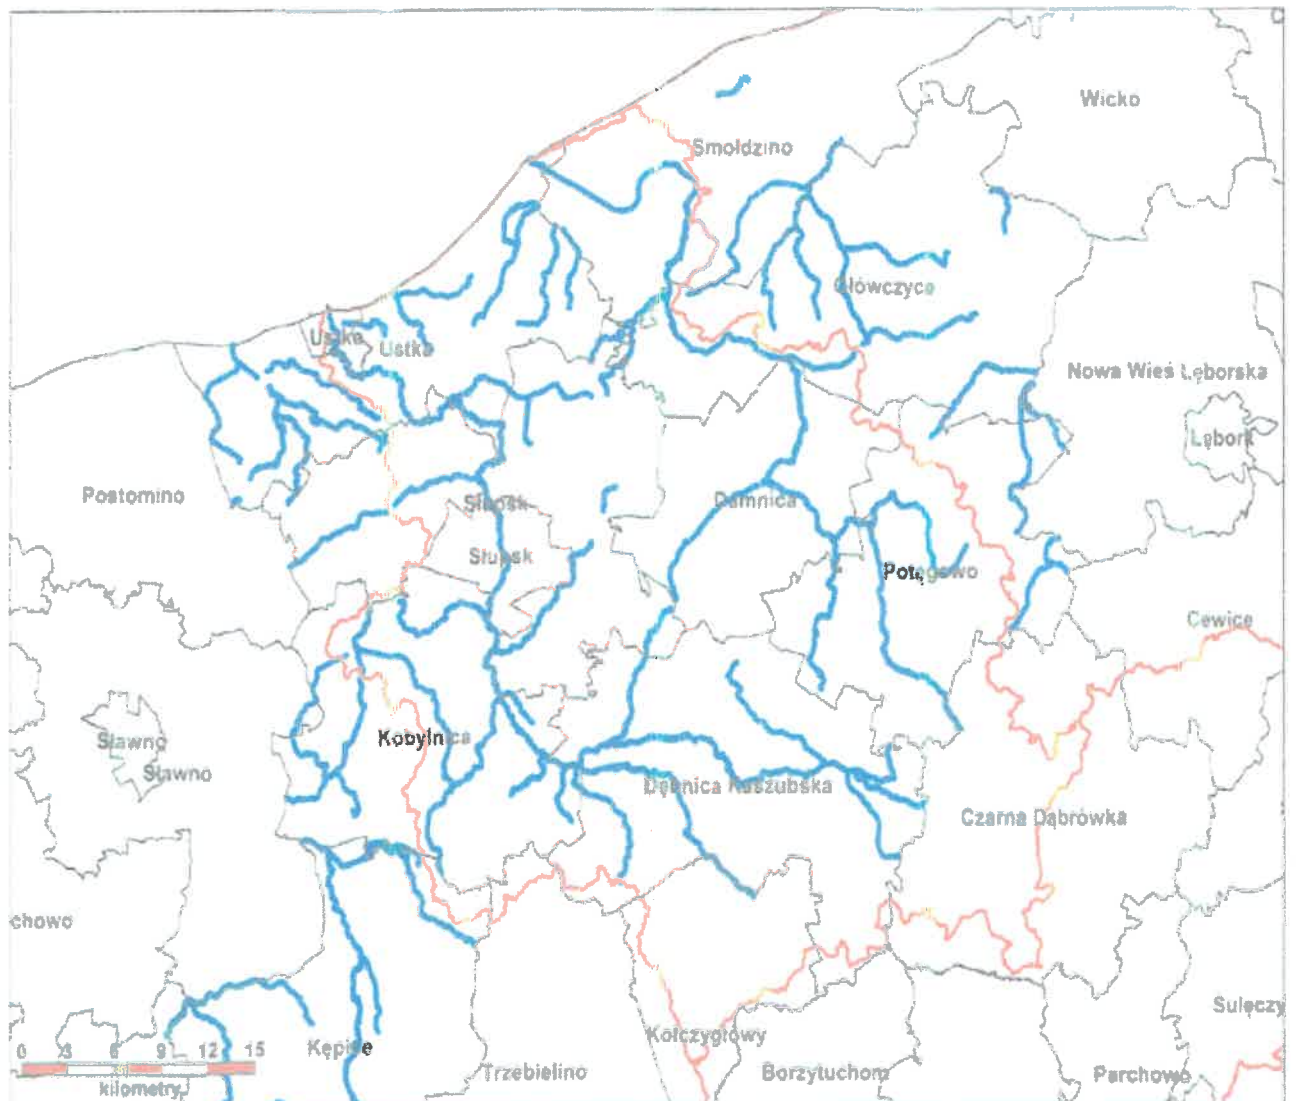 Wicko
Smołdzino
Główczyce
Ustka
Ustka
Nowa Wieś Lęborska
Lębork
Postomino
Słupsk
Damnica
Słupsk
Potęgowo
Cewice
Kobylnica
Sławno
Sławno
Dębnica Kaszubska
Czarna Dąbrówka
chowo
Sulęczy
Kołczygłowy
Kępice
0 3 6 9 12 15
Trzebielino
Borzytuchom
Parchowo
kilometry